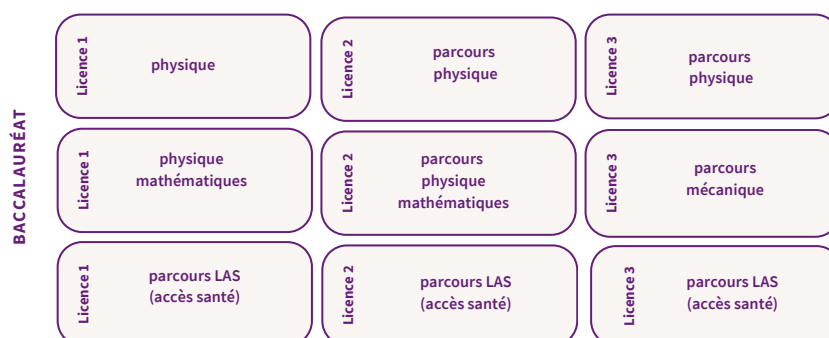 BACCALAURÉAT
Licence 1
physique
Licence 2
parcours
physique
Licence 3
parcours
physique
Licence 1
physique
mathématiques
Licence 2
parcours
physique
mathématiques
Licence 3
parcours
mécanique
Licence 1
parcours LAS
(accès santé)
Licence 2
parcours LAS
(accès santé)
Licence 3
parcours LAS
(accès santé)